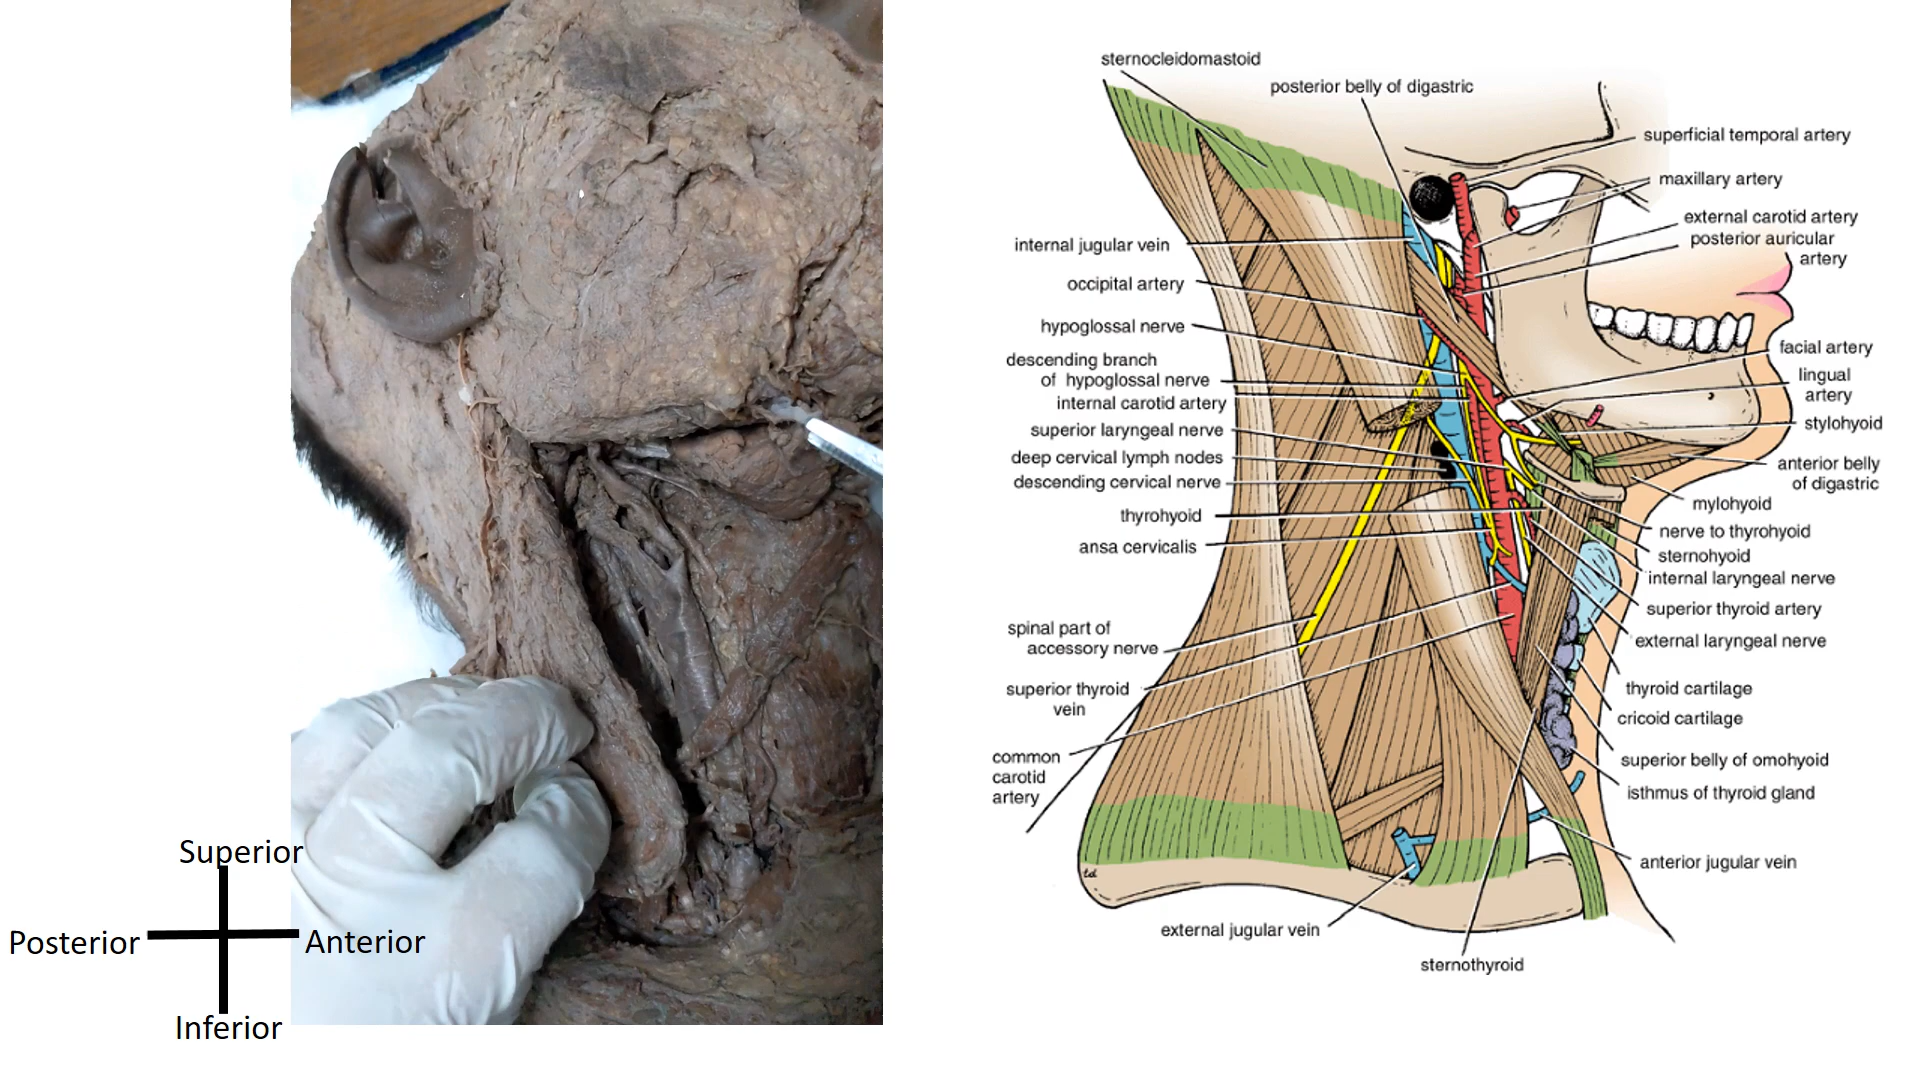 sternocleidomastoid
posterior belly of digastric
superficial temporal artery
maxillary artery
external carotid artery
posterior auricular
artery
internal jugular vein
occipital artery
hypoglossal nerve
descending branch
of hypoglossal nerve
internal carotid artery
superior laryngeal nerve
deep cervical lymph nodes
descending cervical nerve
thyrohyoid
ansa cervicalis
spinal part of
accessory nerve
superior thyroid
vein
common
carotid
artery
facial artery
lingual
artery
stylohyoid
anterior belly
of digastric
mylohyoid
nerve to thyrohyoid
sternohyoid
internal laryngeal nerve
superior thyroid artery
external laryngeal nerve
thyroid cartilage
cricoid cartilage
superior belly of omohyoid
isthmus of thyroid gland
anterior jugular vein
external jugular vein
sternothyroid
td
Superior
Posterior
Anterior
Inferior